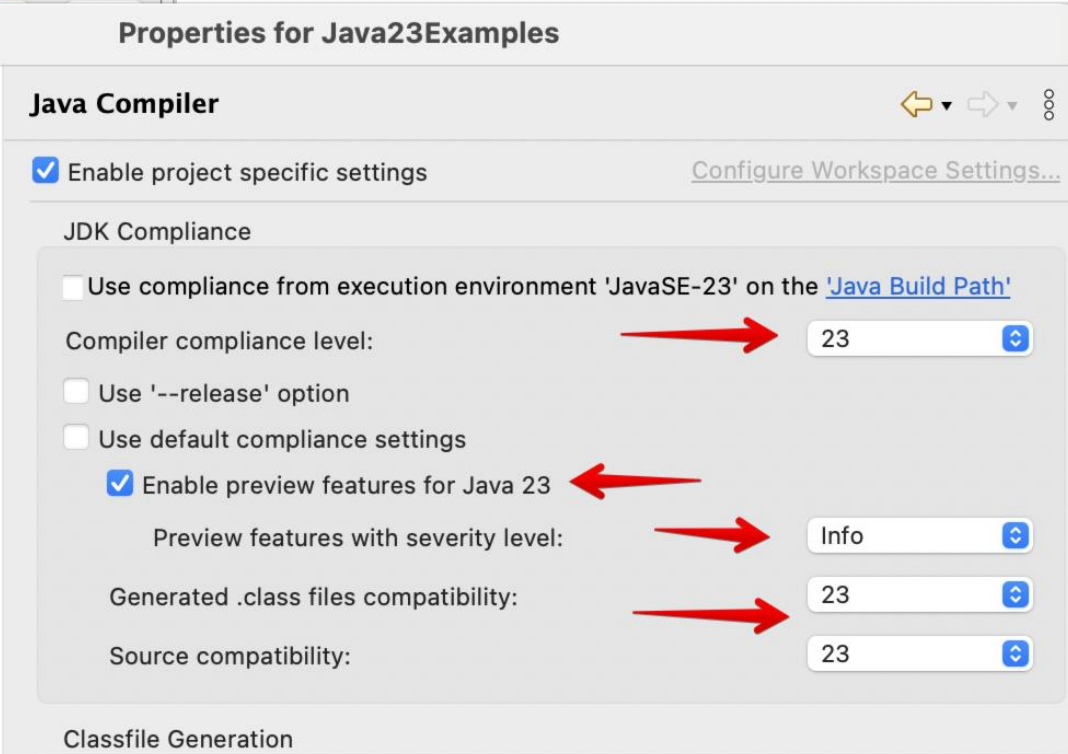 Properties for Java23Examples
Java Compiler
Enable project specific settings
Configure Workspace Settings...
JDK Compliance
Use compliance from execution environment 'JavaSE-23' on the 'Java Build Path'
Compiler compliance level: 23
Use '--release' option
Use default compliance settings
Enable preview features for Java 23
Preview features with severity level: Info
Generated .class files compatibility: 23
Source compatibility: 23
Classfile Generation